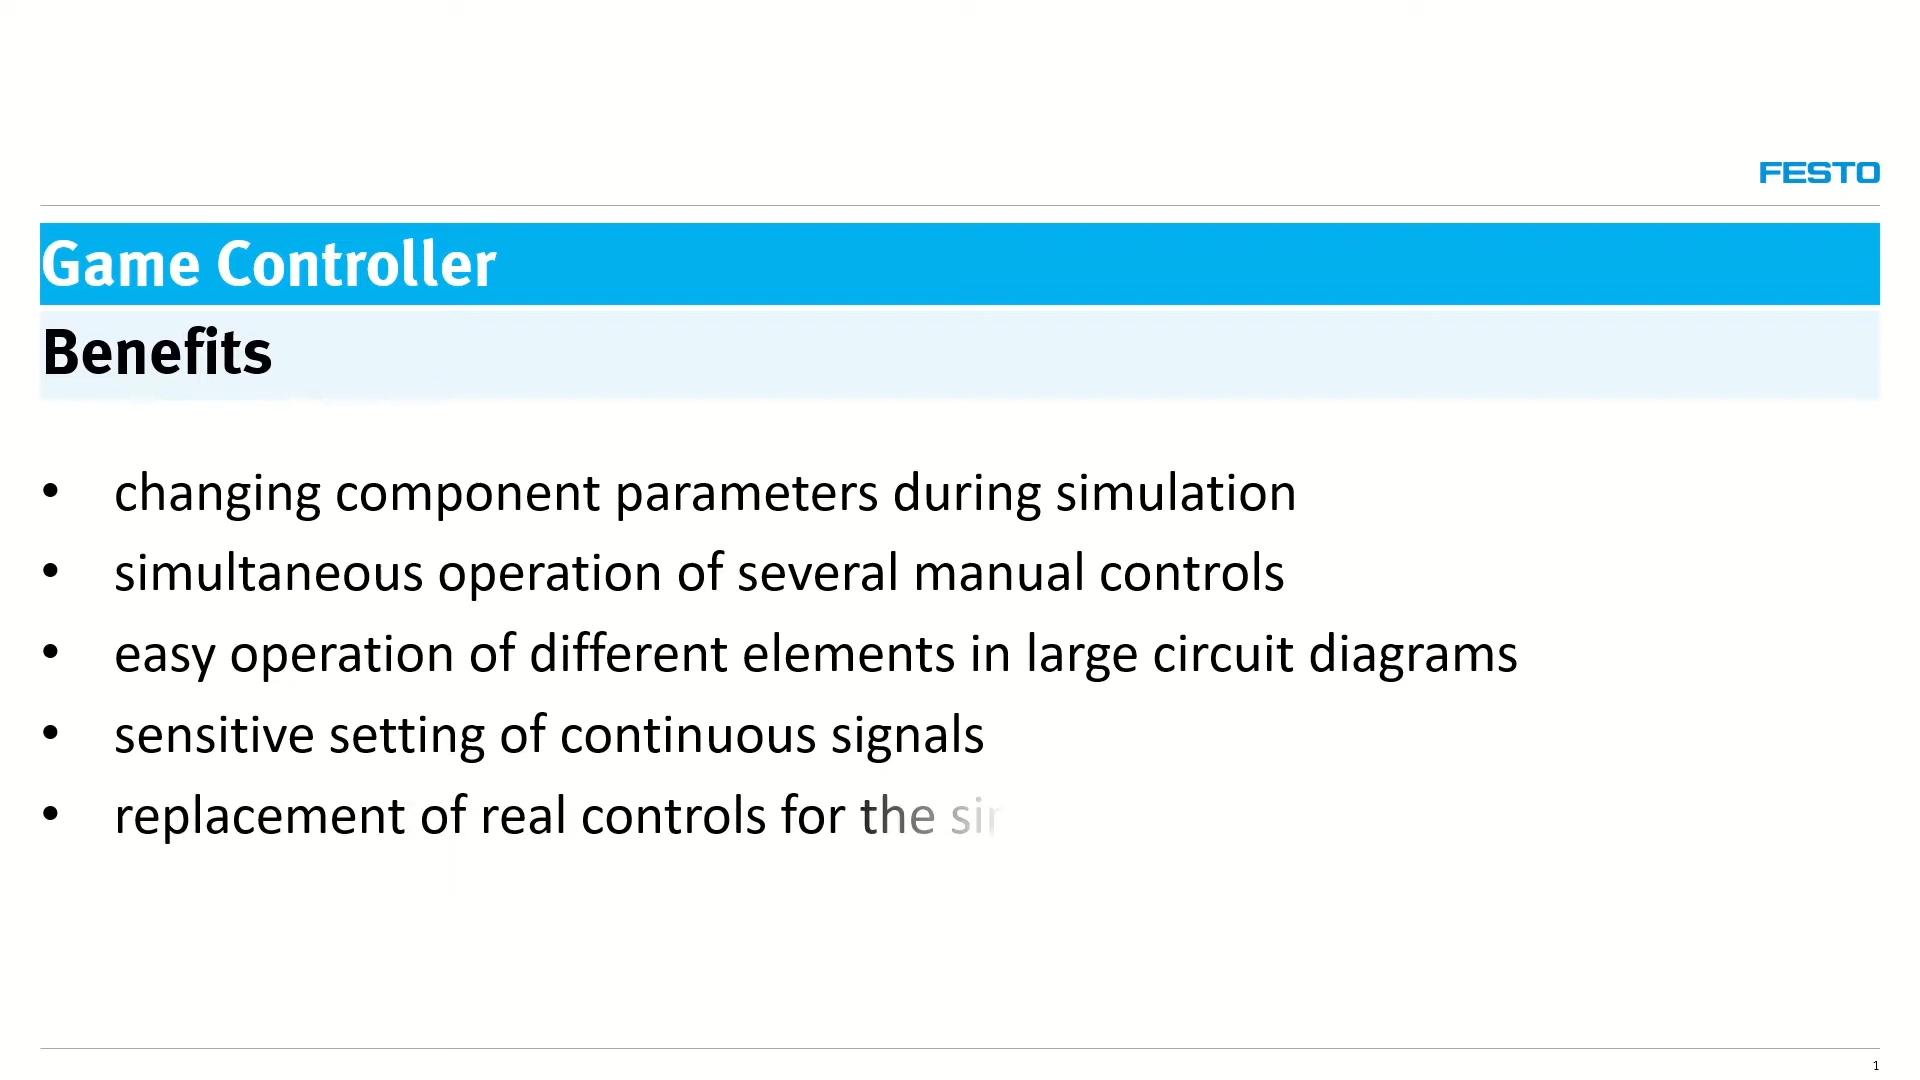 FESTO
Game Controller
Benefits
• changing component parameters during simulation
• simultaneous operation of several manual controls
• easy operation of different elements in large circuit diagrams
• sensitive setting of continuous signals
• replacement of real controls for the
1